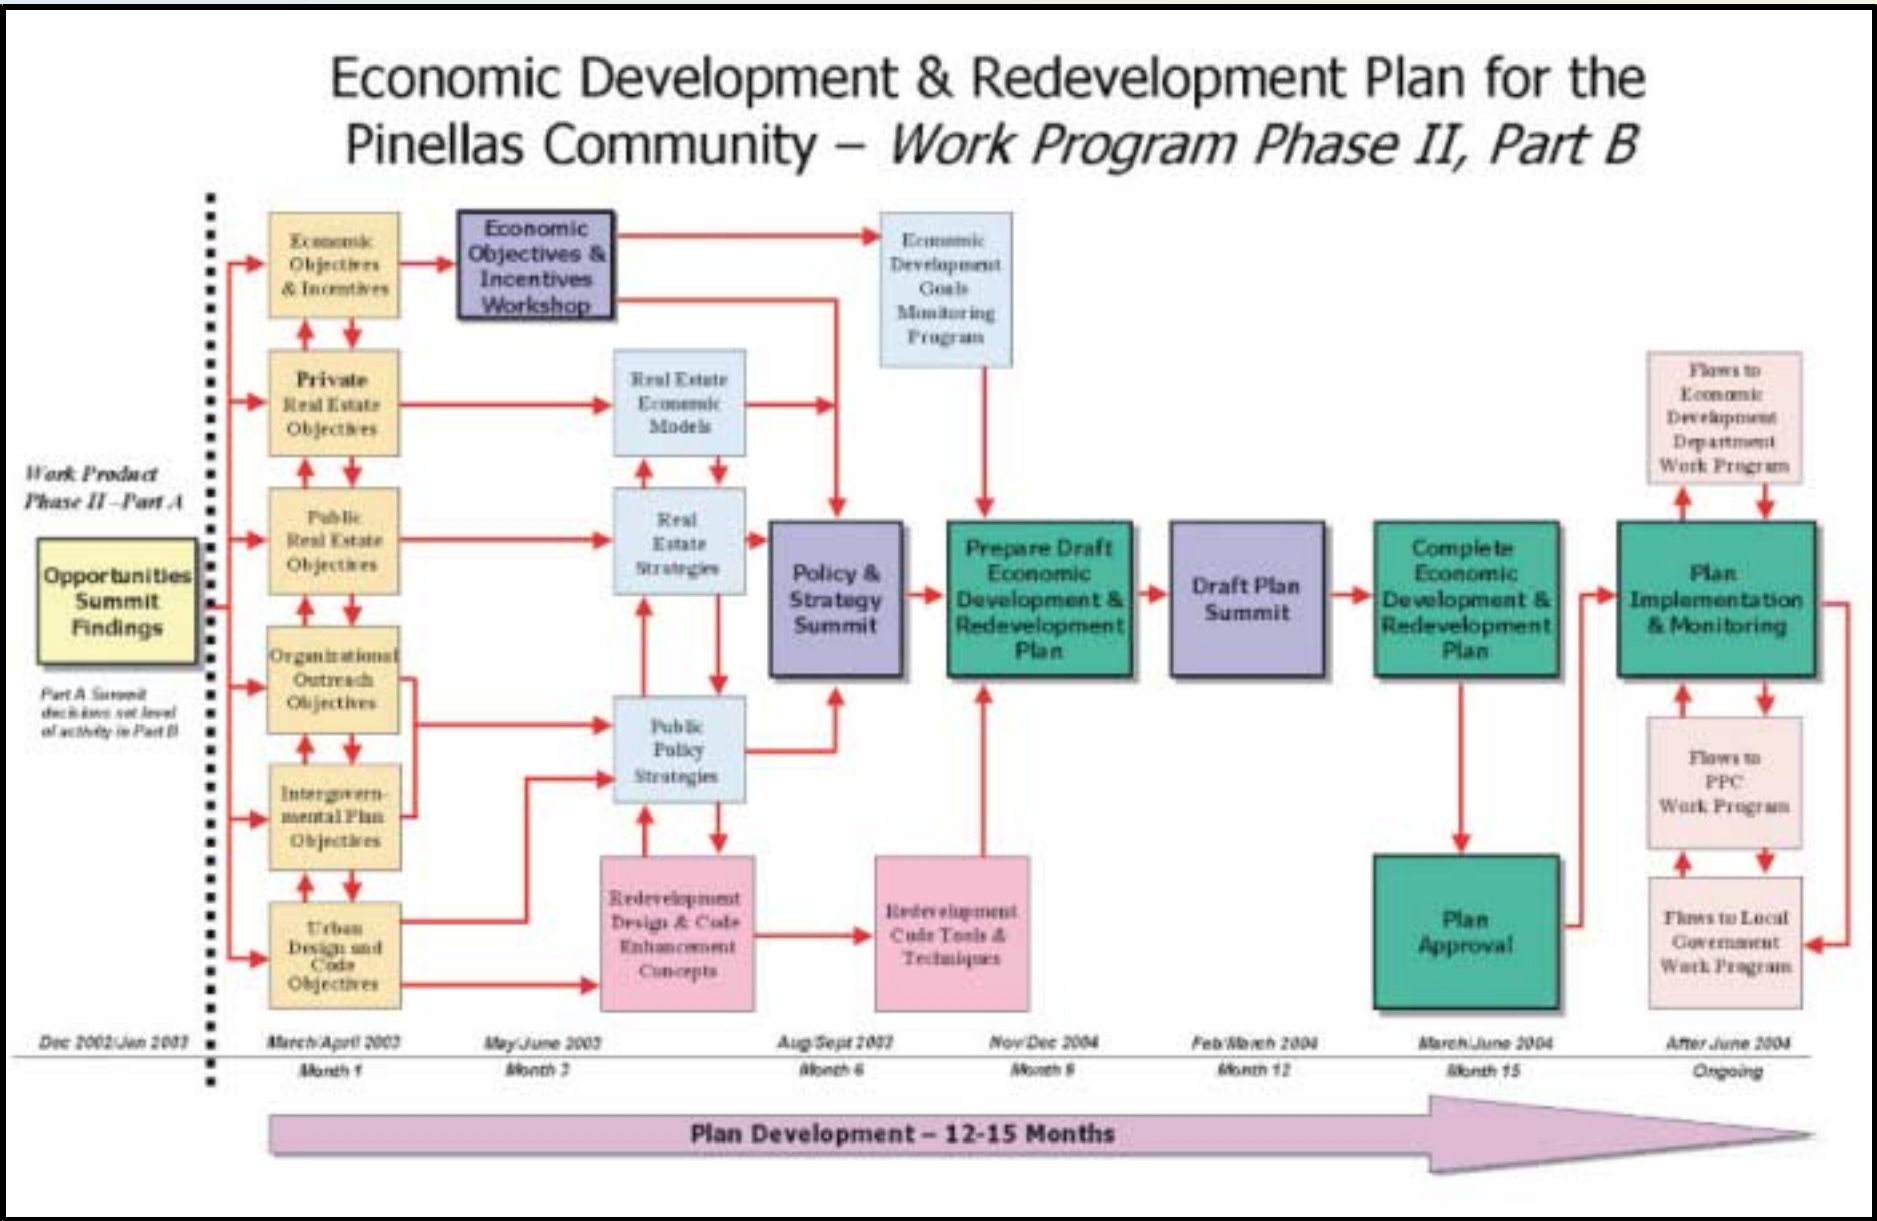 Economic Development & Redevelopment Plan for the
Pinellas Community – Work Program Phase II, Part B
Work Product
Phase II –Part A
Opportunities
Summit
Findings
Part A Summit
decisions set level
of activity in Part B
Economic
Objectives
& Incentives
Private
Real Estate
Objectives
Public
Real Estate
Objectives
Organizational
Outreach
Objectives
Intergovern-
mental Plan
Objectives
Urban
Design and
Code
Objectives
Economic
Objectives &
Incentives
Workshop
Real Estate
Economic
Models
Real
Estate
Strategies
Public
Policy
Strategies
Redevelopment
Design & Code
Enhancement
Concepts
Policy &
Strategy
Summit
Economic
Development
Goals
Monitoring
Program
Prepare Draft
Economic
Development &
Redevelopment
Plan
Redevelopment
Code Tools &
Techniques
Draft Plan
Summit
Complete
Economic
Development &
Redevelopment
Plan
Plan
Approval
Flows to
Economic
Development
Department
Work Program
Plan
Implementation
& Monitoring
Flows to
PPC
Work Program
Flows to Local
Government
Work Program
Dec 2002/Jan 2003 March/April 2003 May/June 2003 Aug/Sept 2003 Nov/Dec 2004 Feb/March 2004 March/June 2004 After June 2004
Month 1 Month 3 Month 6 Month 12 Month 15 Ongoing
Plan Development – 12-15 Months